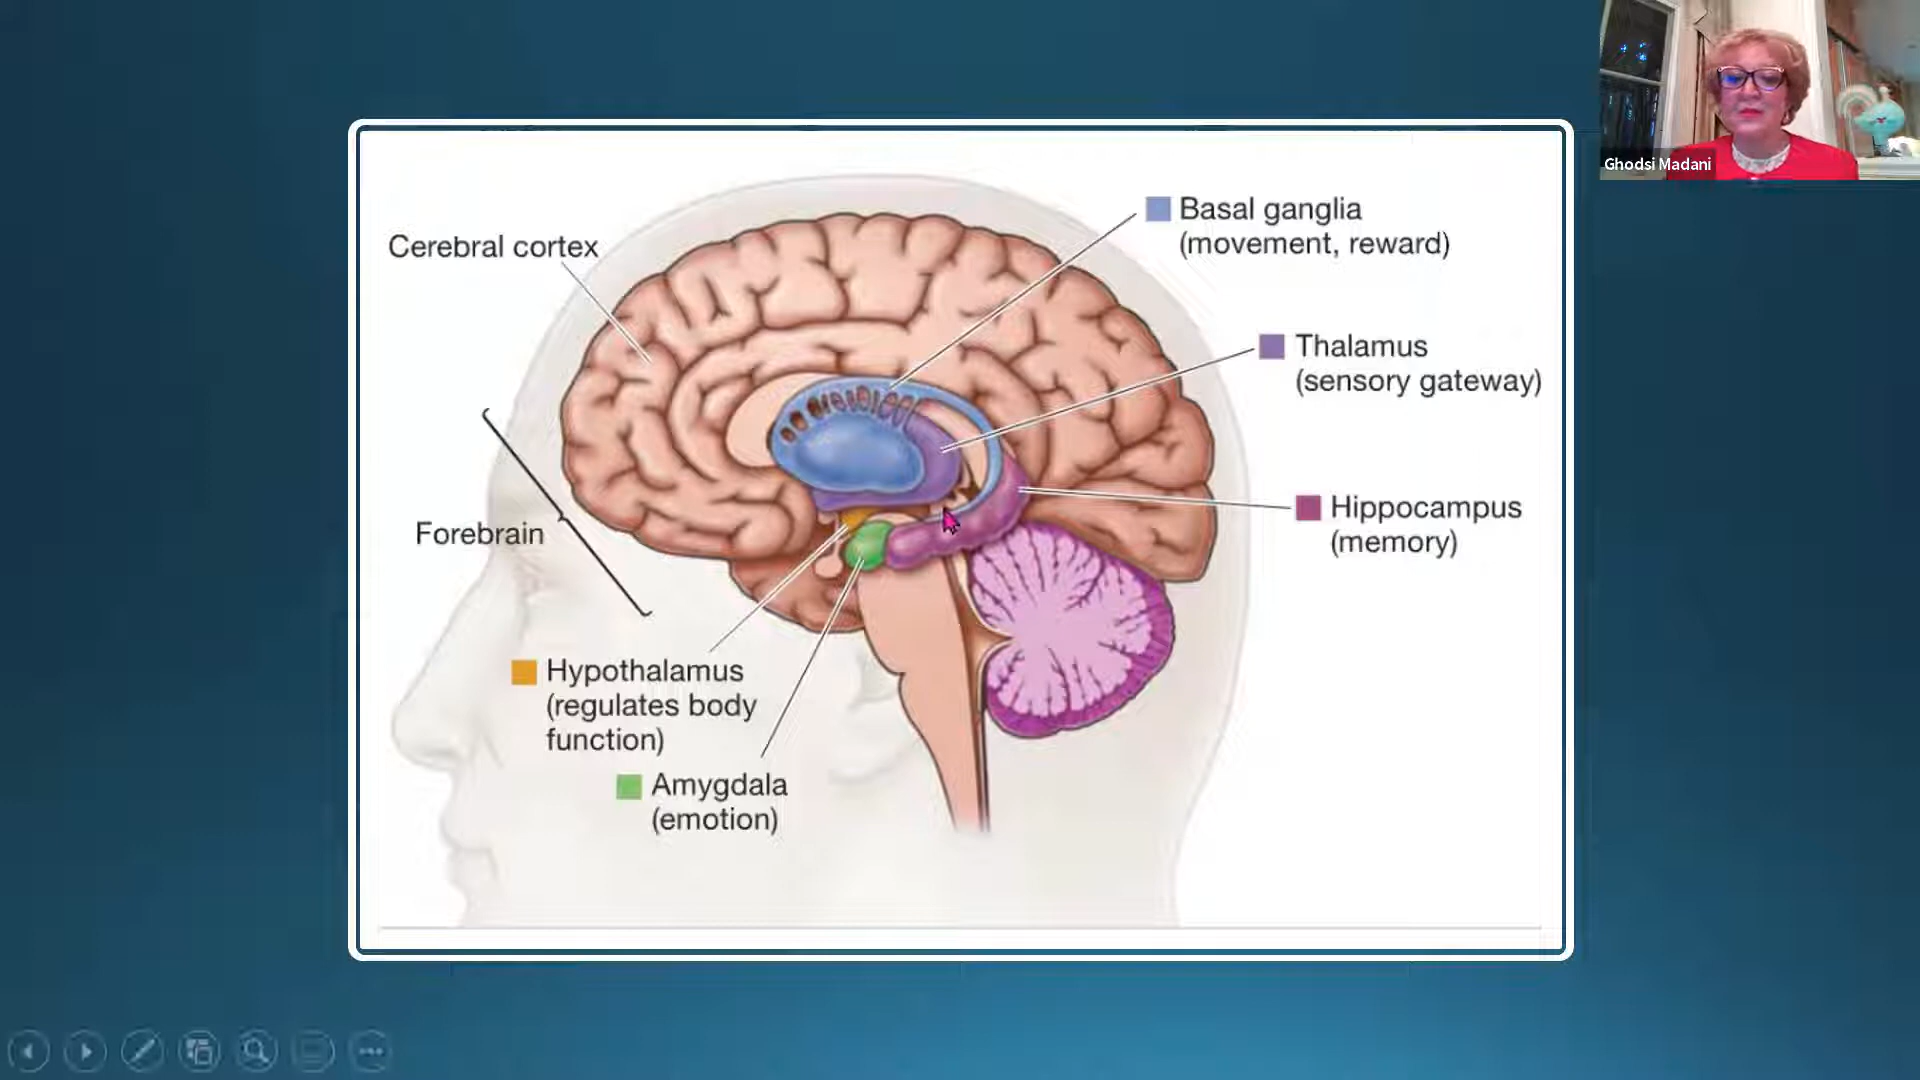 Ghodsi Madani
Basal ganglia
(movement, reward)
Cerebral cortex
Thalamus
(sensory gateway)
Hippocampus
(memory)
Forebrain
Hypothalamus
(regulates body
function)
Amygdala
(emotion)